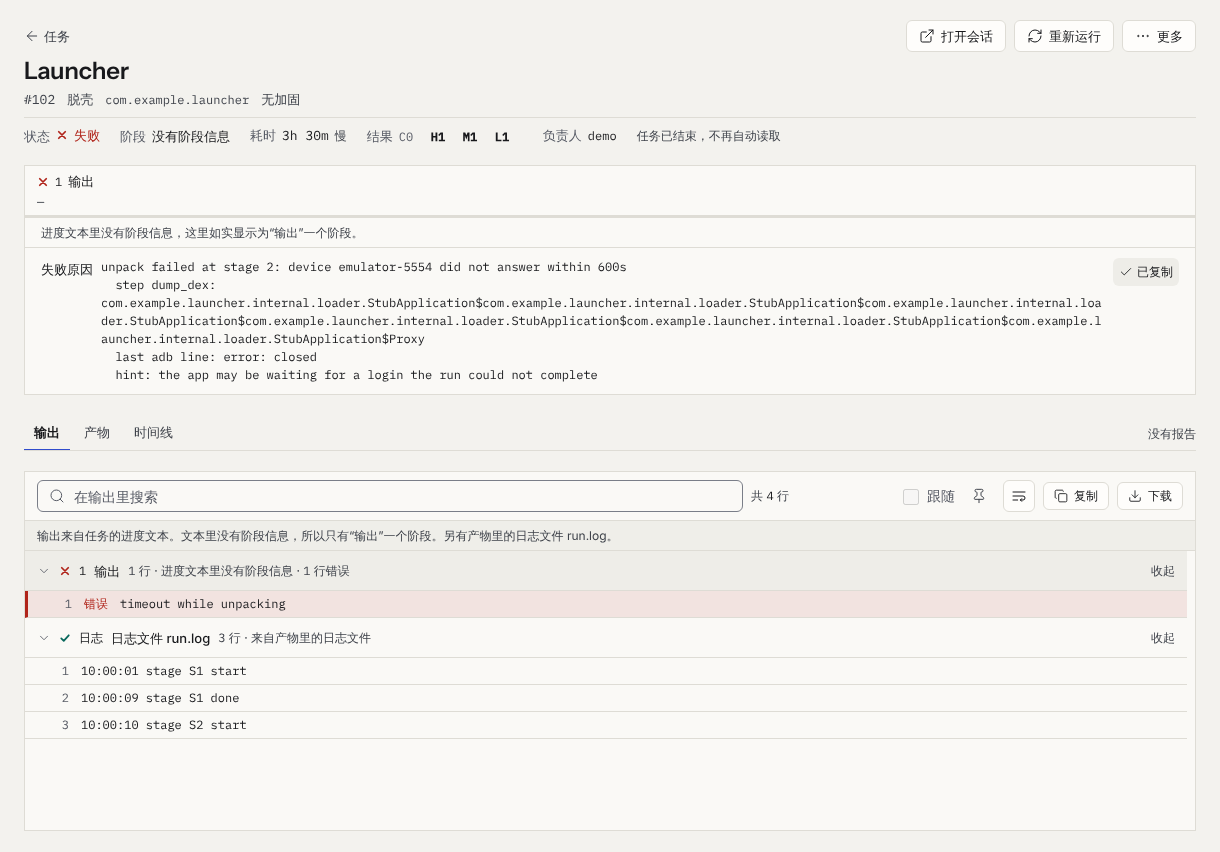 任务 打开会话 重新运行 更多
Launcher
#102 脱壳 com.example.launcher 无加固
状态 失败 阶段 没有阶段信息 耗时 3h 30m 慢 结果 C0 H1 M1 L1 负责人 demo 任务已结束，不再自动读取
1 输出
—
进度文本里没有阶段信息，这里如实显示为“输出”一个阶段。
失败原因 unpack failed at stage 2: device emulator-5554 did not answer within 600s 已复制
step dump_dex:
com.example.launcher.internal.loader.StubApplication$com.example.launcher.internal.loader.StubApplication$com.example.launcher.internal.loa
der.StubApplication$com.example.launcher.internal.loader.StubApplication$com.example.launcher.internal.loader.StubApplication$com.example.l
auncher.internal.loader.StubApplication$Proxy
last adb line: error: closed
hint: the app may be waiting for a login the run could not complete
输出 产物 时间线 没有报告
在输出里搜索 共 4 行 跟随 复制 下载
输出来自任务的进度文本。文本里没有阶段信息，所以只有“输出”一个阶段。另有产物里的日志文件 run.log。
1 输出 1 行 · 进度文本里没有阶段信息 · 1 行错误 收起
1 错误 timeout while unpacking
日志 日志文件 run.log 3 行 · 来自产物里的日志文件 收起
1 10:00:01 stage S1 start
2 10:00:09 stage S1 done
3 10:00:10 stage S2 start